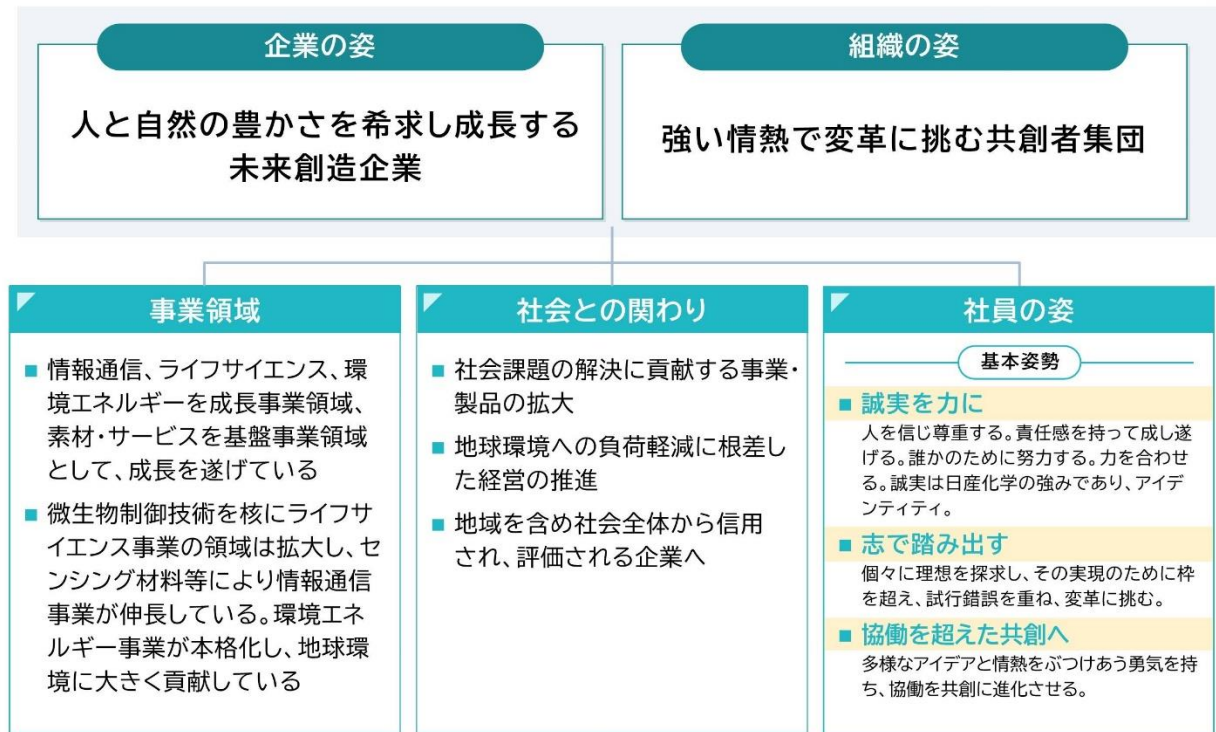 企業の姿
人と自然の豊かさを希求し成長する
未来創造企業
組織の姿
強い情熱で変革に挑む共創者集団
事業領域
■ 情報通信、ライフサイエンス、環
境エネルギーを成長事業領域、
素材・サービスを基盤事業領域
として、成長を遂げている
■ 微生物制御技術を核にライフサ
イエンス事業の領域は拡大し、セ
ンシング材料等により情報通信
事業が伸長している。環境エネ
ルギー事業が本格化し、地球環
境に大きく貢献している
社会との関わり
■ 社会課題の解決に貢献する事業・
製品の拡大
■ 地球環境への負荷軽減に根差し
た経営の推進
■ 地域を含め社会全体から信用
され、評価される企業へ
社員の姿
基本姿勢
■ 誠実を力に
人を信じ尊重する。責任感を持って成し遂
げる。誰かのために努力する。力を合わせ
る。誠実は日産化学の強みであり、アイデ
ンティティ。
■ 志で踏み出す
個々に理想を探求し、その実現のために枠
を超え、試行錯誤を重ね、変革に挑む。
■ 協働を超えた共創へ
多様なアイデアと情熱をぶつけあう勇気を持
ち、協働を共創に進化させる。